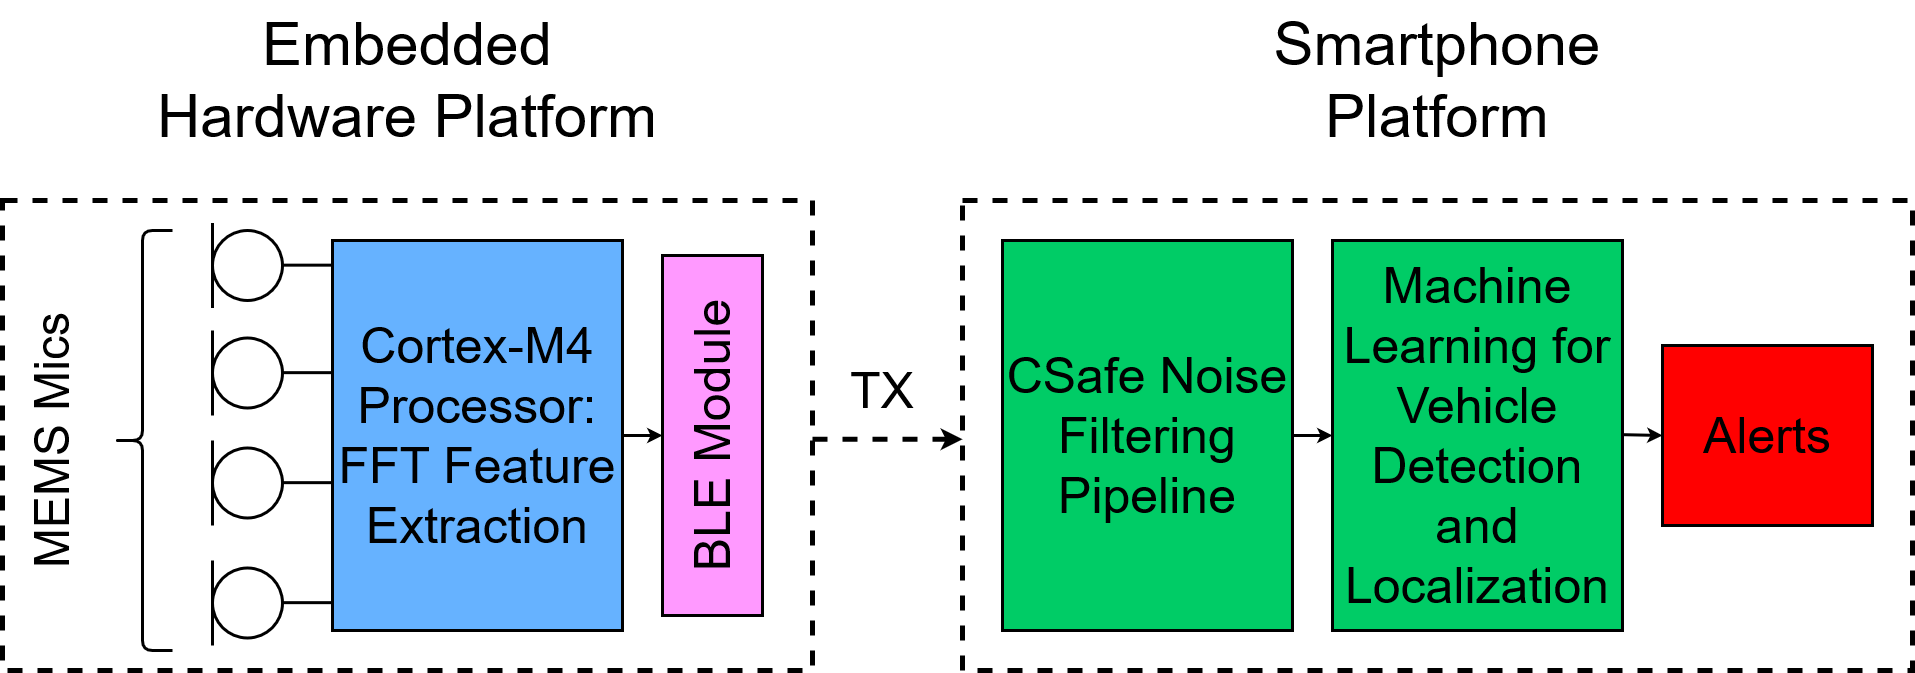 Embedded
Hardware Platform
Smartphone
Platform
MEMS Mics
Cortex-M4
Processor:
FFT Feature
Extraction
BLE Module
TX
CSafe Noise
Filtering
Pipeline
Machine
Learning for
Vehicle
Detection
and
Localization
Alerts